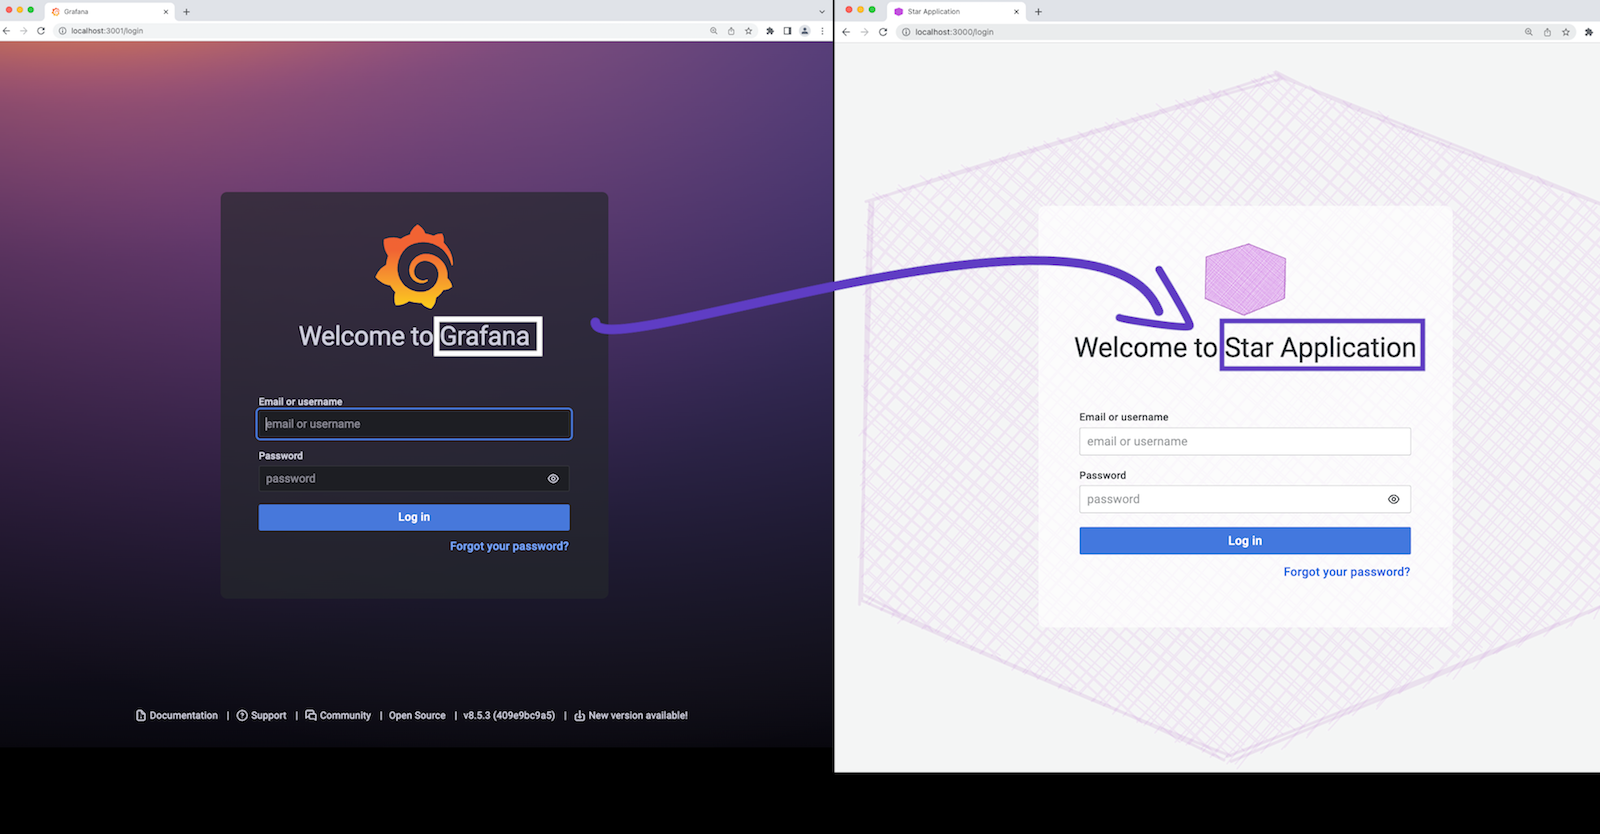 Grafana
localhost:3001/login
Welcome to Grafana
Email or username
email or username
Password
password
Log in
Forgot your password?
Documentation | Support | Community | Open Source | v8.5.3 (409e9bc9a5) | New version available!
Star Application
localhost:3000/login
Welcome to Star Application
Email or username
email or username
Password
password
Log in
Forgot your password?